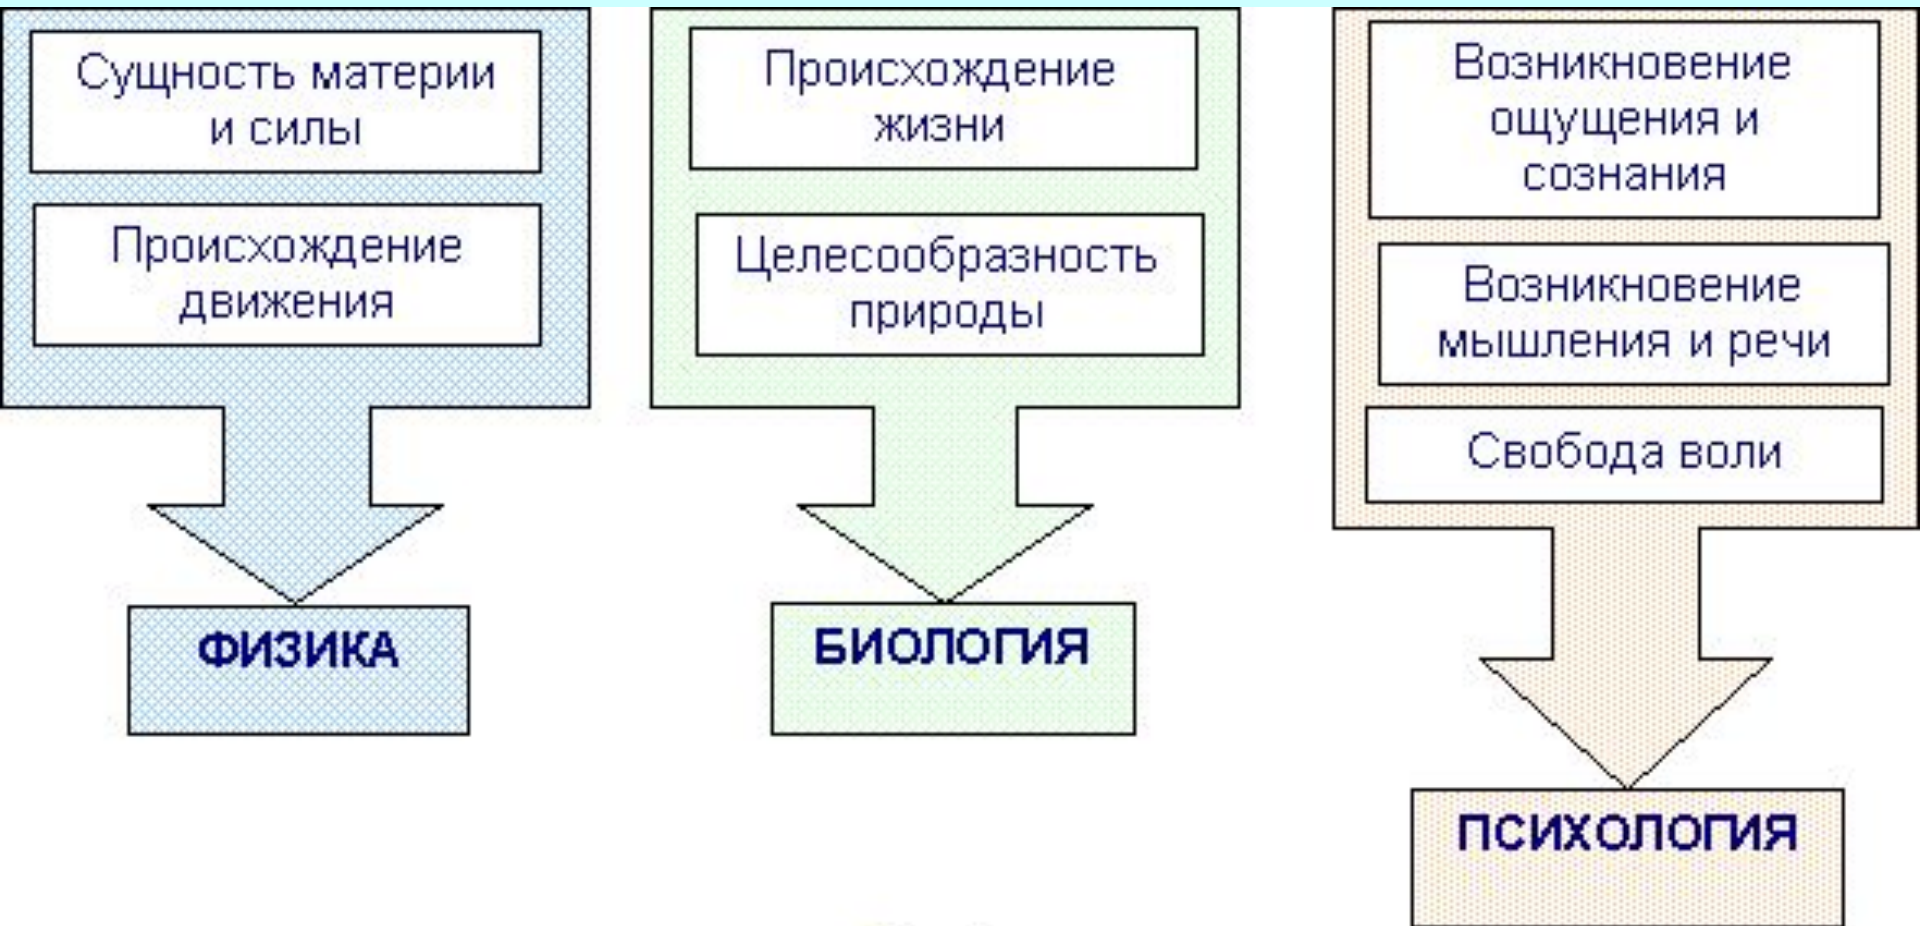 Сущность материи
и силы
Происхождение
движения
ФИЗИКА
Происхождение
жизни
Целесообразность
природы
БИОЛОГИЯ
Возникновение
ощущения и
сознания
Возникновение
мышления и речи
Свобода воли
ПСИХОЛОГИЯ